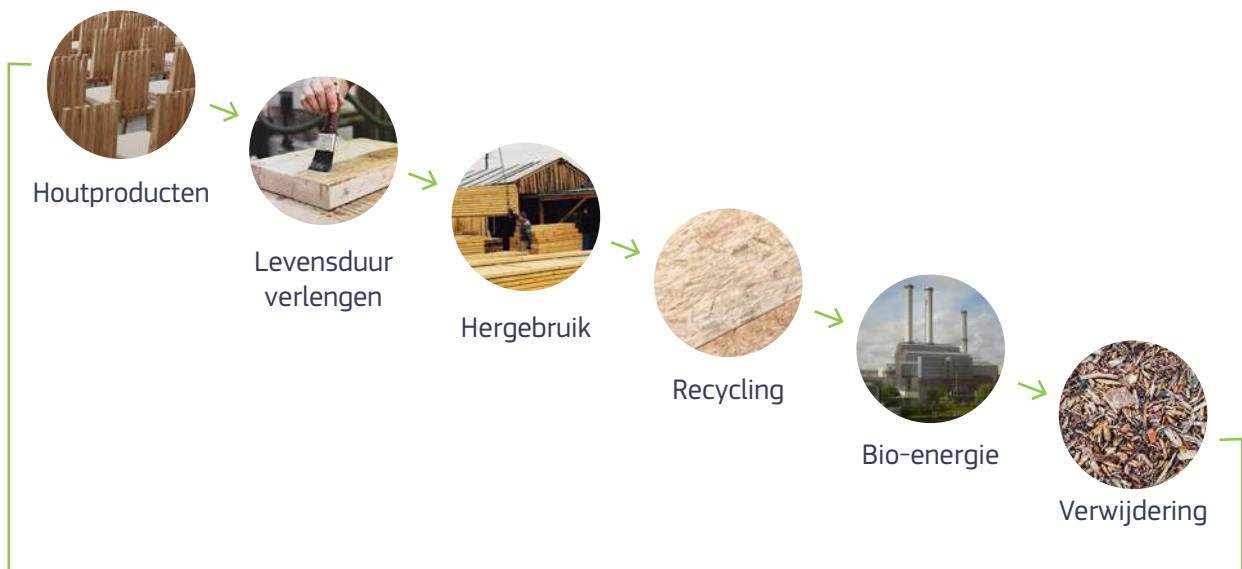 Houtproducten
Levensduur
verlengen
Hergebruik
Recycling
Bio-energie
Verwijdering